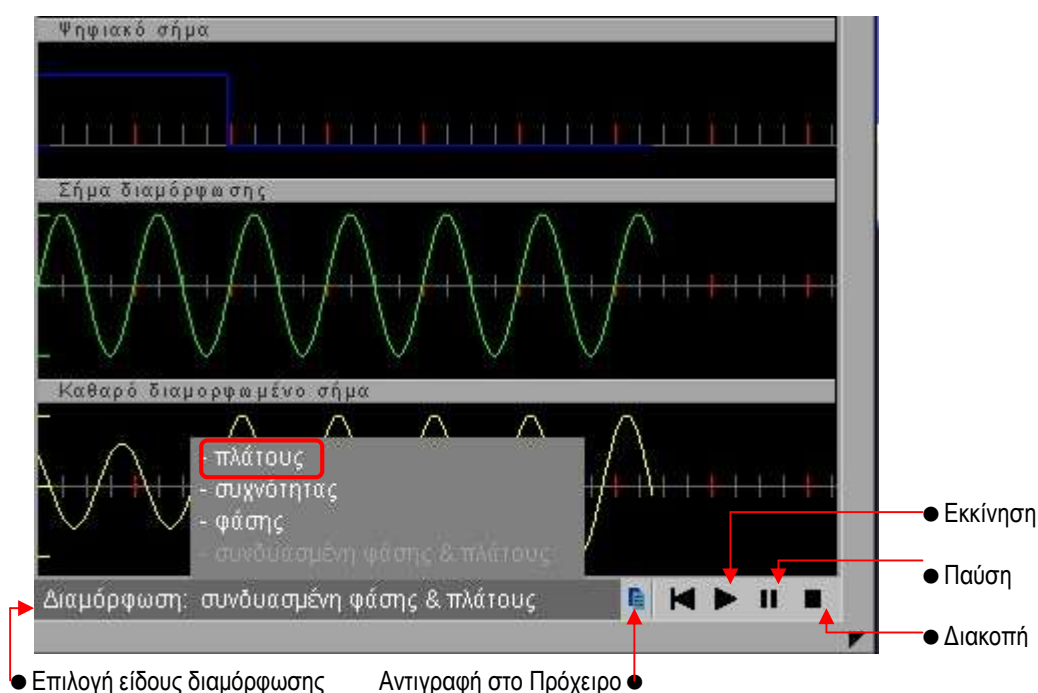 Ψηφιακό σήμα
Σήμα διαμόρφωσης
Καθαρό διαμορφωμένο σήμα
- πλάτους
- συχνότητας
- φάσης
- συνδυασμένη φάσης & πλάτους
Διαμόρφωση: συνδυασμένη φάσης & πλάτους
● Εκκίνηση
● Παύση
● Διακοπή
● Επιλογή είδους διαμόρφωσης
Αντιγραφή στο Πρόχειρο ●